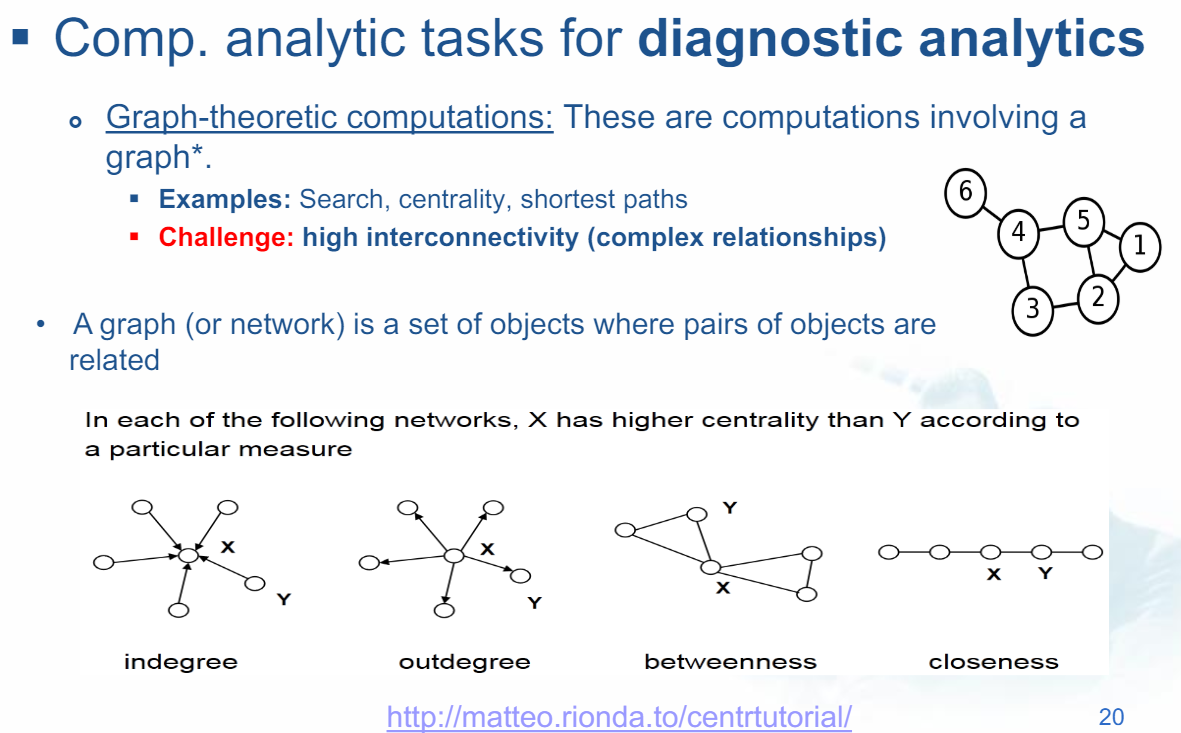 Comp. analytic tasks for diagnostic analytics
Graph-theoretic computations: These are computations involving a
graph*.
Examples: Search, centrality, shortest paths
Challenge: high interconnectivity (complex relationships)
6
4
5
1
3
2
A graph (or network) is a set of objects where pairs of objects are
related
In each of the following networks, X has higher centrality than Y according to
a particular measure
X
Y
X
Y
Y
X
X
Y
indegree
outdegree
betweenness
closeness
http://matteo.rionda.to/centrtutorial/
20